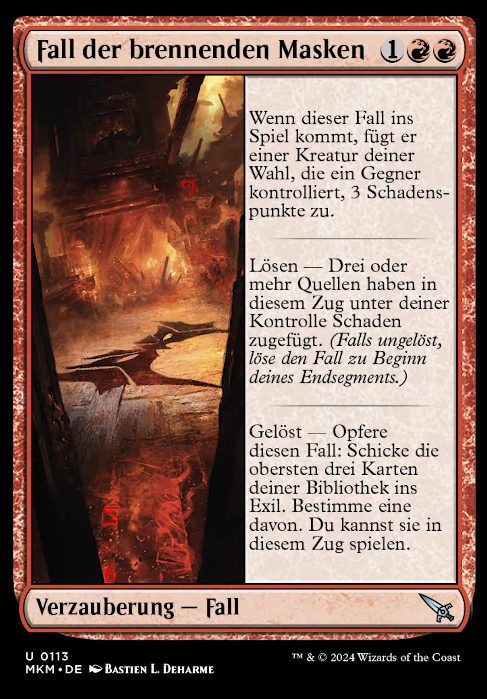 Fall der brennenden Masken 1
Wenn dieser Fall ins
Spiel kommt, fügt er
einer Kreatur deiner
Wahl, die ein Gegner
kontrolliert, 3 Schadens-
punkte zu.
Lösen — Drei oder
mehr Quellen haben in
diesem Zug unter deiner
Kontrolle Schaden
zugefügt. (Falls ungelöst,
löse den Fall zu Beginn
deines Endsegments.)
Gelöst — Opfere
diesen Fall: Schicke die
obersten drei Karten
deiner Bibliothek ins
Exil. Bestimme eine
davon. Du kannst sie in
diesem Zug spielen.
Verzauberung — Fall
U 0113
MKM • DE Bastien L. Deharme
™ & © 2024 Wizards of the Coast